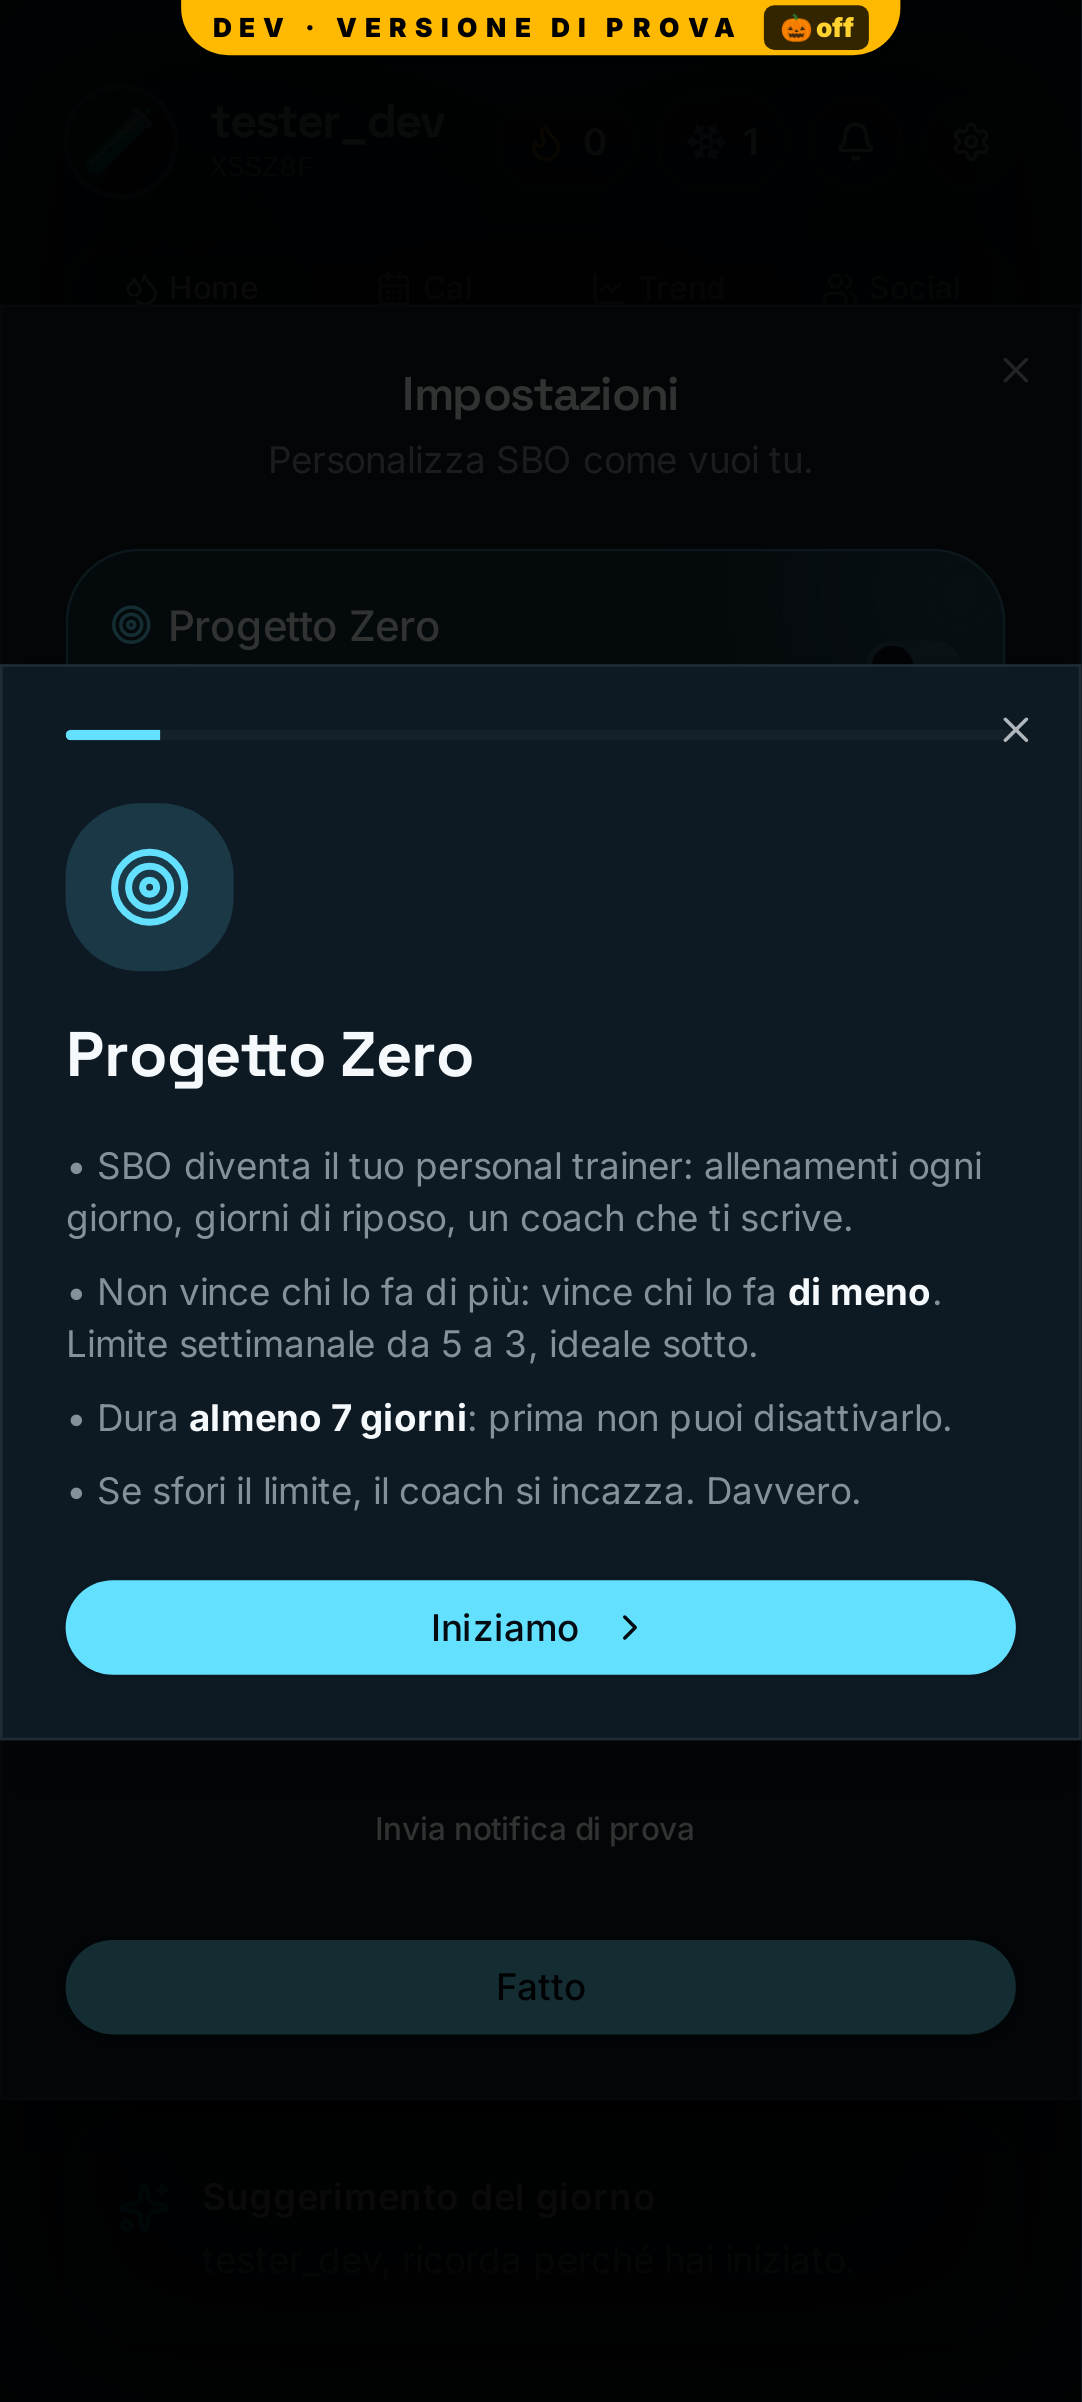 DEV · VERSIONE DI PROVA 🎃 off
tester_dev
XSSZ8F
0
1
Home
Cal
Trend
Social
Impostazioni
Personalizza SBO come vuoi tu.
Progetto Zero
Progetto Zero
• SBO diventa il tuo personal trainer: allenamenti ogni
giorno, giorni di riposo, un coach che ti scrive.
• Non vince chi lo fa di più: vince chi lo fa di meno.
Limite settimanale da 5 a 3, ideale sotto.
• Dura almeno 7 giorni: prima non puoi disattivarlo.
• Se sfori il limite, il coach si incazza. Davvero.
Iniziamo
Invia notifica di prova
Fatto
Suggerimento del giorno
tester_dev, ricorda perché hai iniziato.